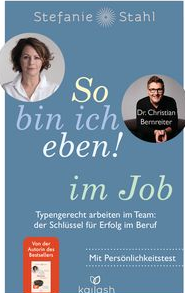 Stefanie Stahl
So
bin ich
eben!
Dr. Christian
Bernreiter
im Job
Typengerecht arbeiten im Team:
der Schlüssel für Erfolg im Beruf
Von der
Autorin des
Bestsellers
Mit Persönlichkeitstest
kailash